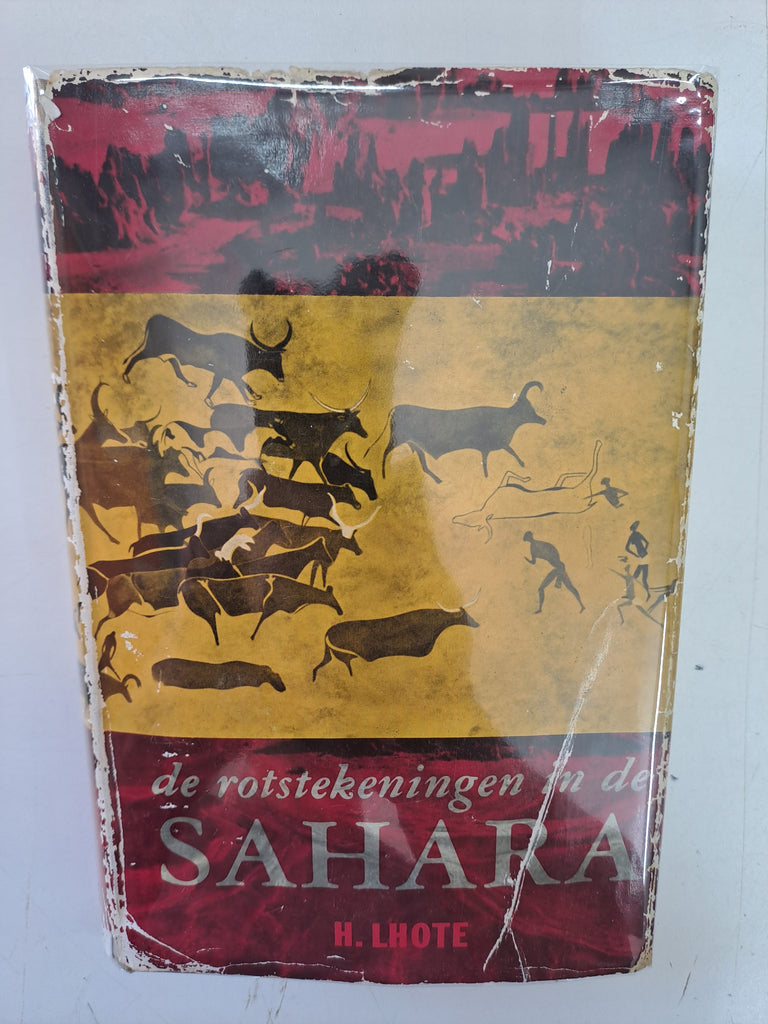 de rotstekeningen in de
SAHARA
H. LHOTE